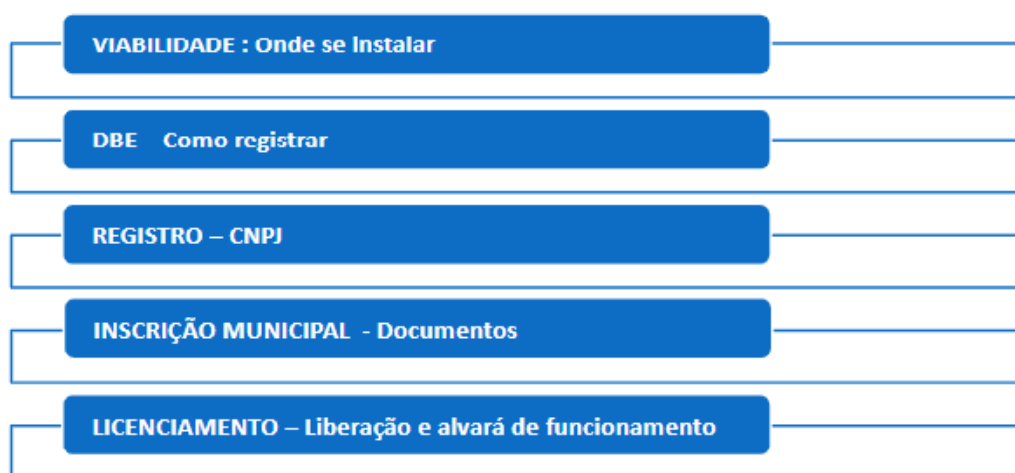 VIABILIDADE : Onde se Instalar
DBE Como registrar
REGISTRO – CNPJ
INSCRIÇÃO MUNICIPAL - Documentos
LICENCIAMENTO – Liberação e alvará de funcionamento